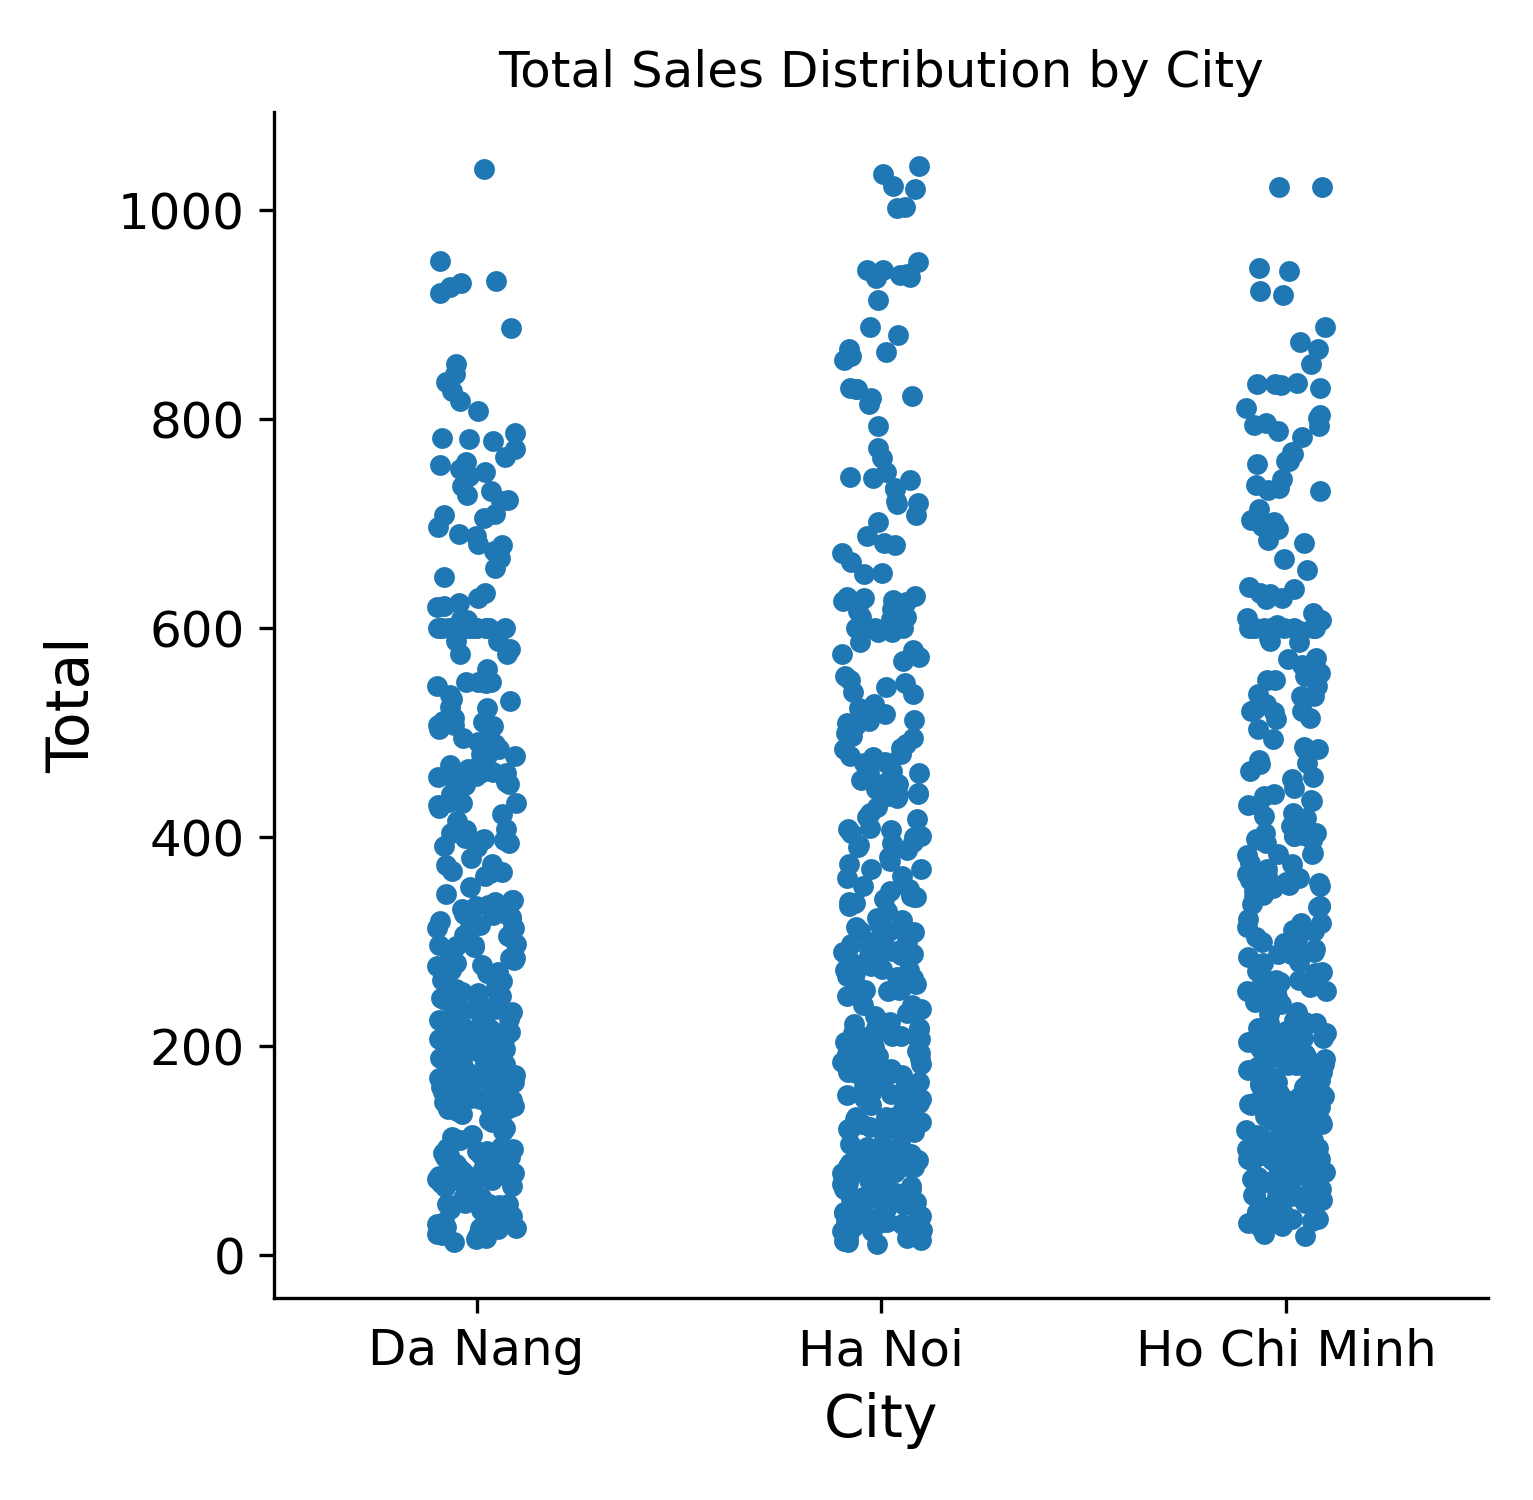 Total Sales Distribution by City
1000
800
600
400
200
0
Total
Da Nang
Ha Noi
Ho Chi Minh
City